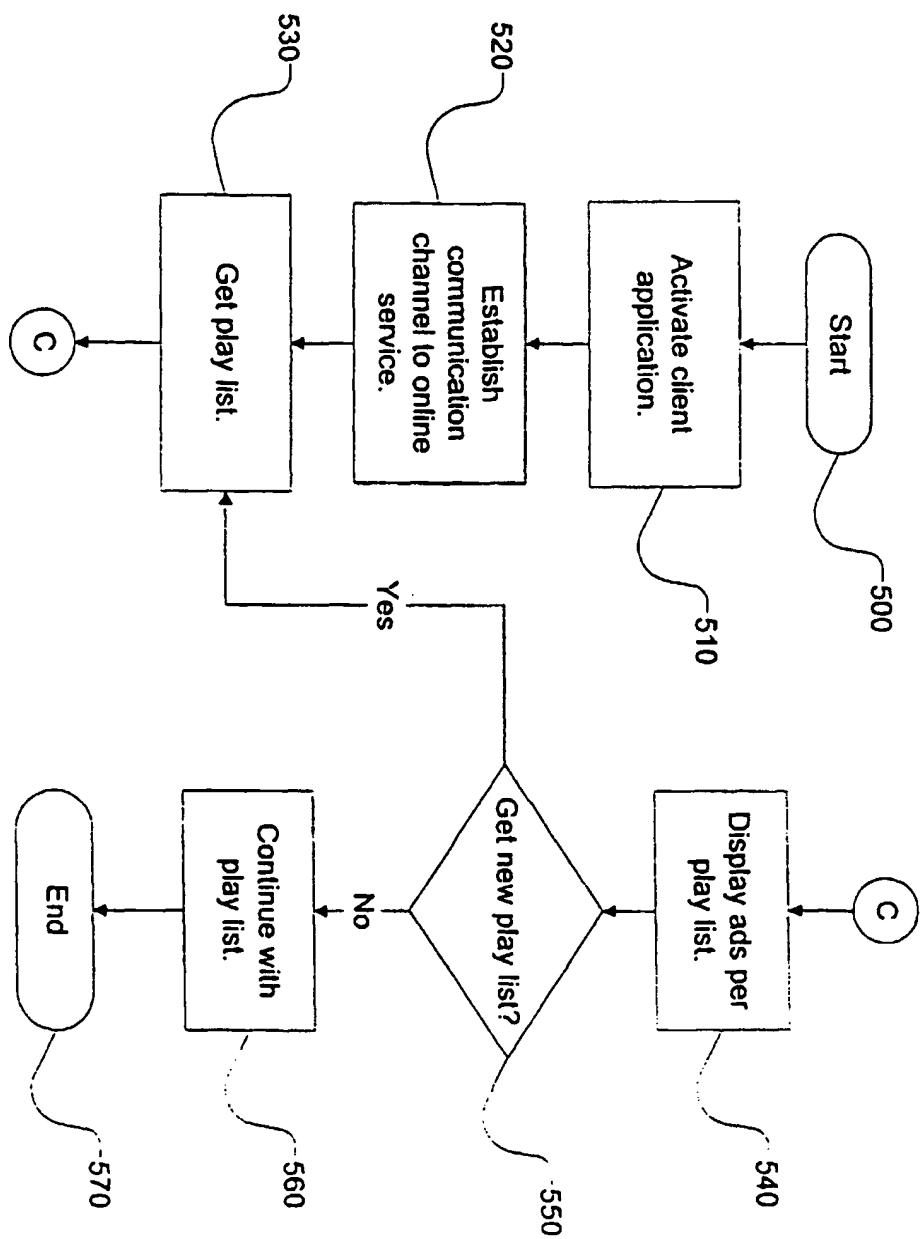 Start
500
Activate client
application.
510
520
Establish
communication
channel to online
service.
530
Get play list.
C
C
Display ads per
play list.
540
Get new play list?
550
Yes
No
Continue with
play list.
560
End
570